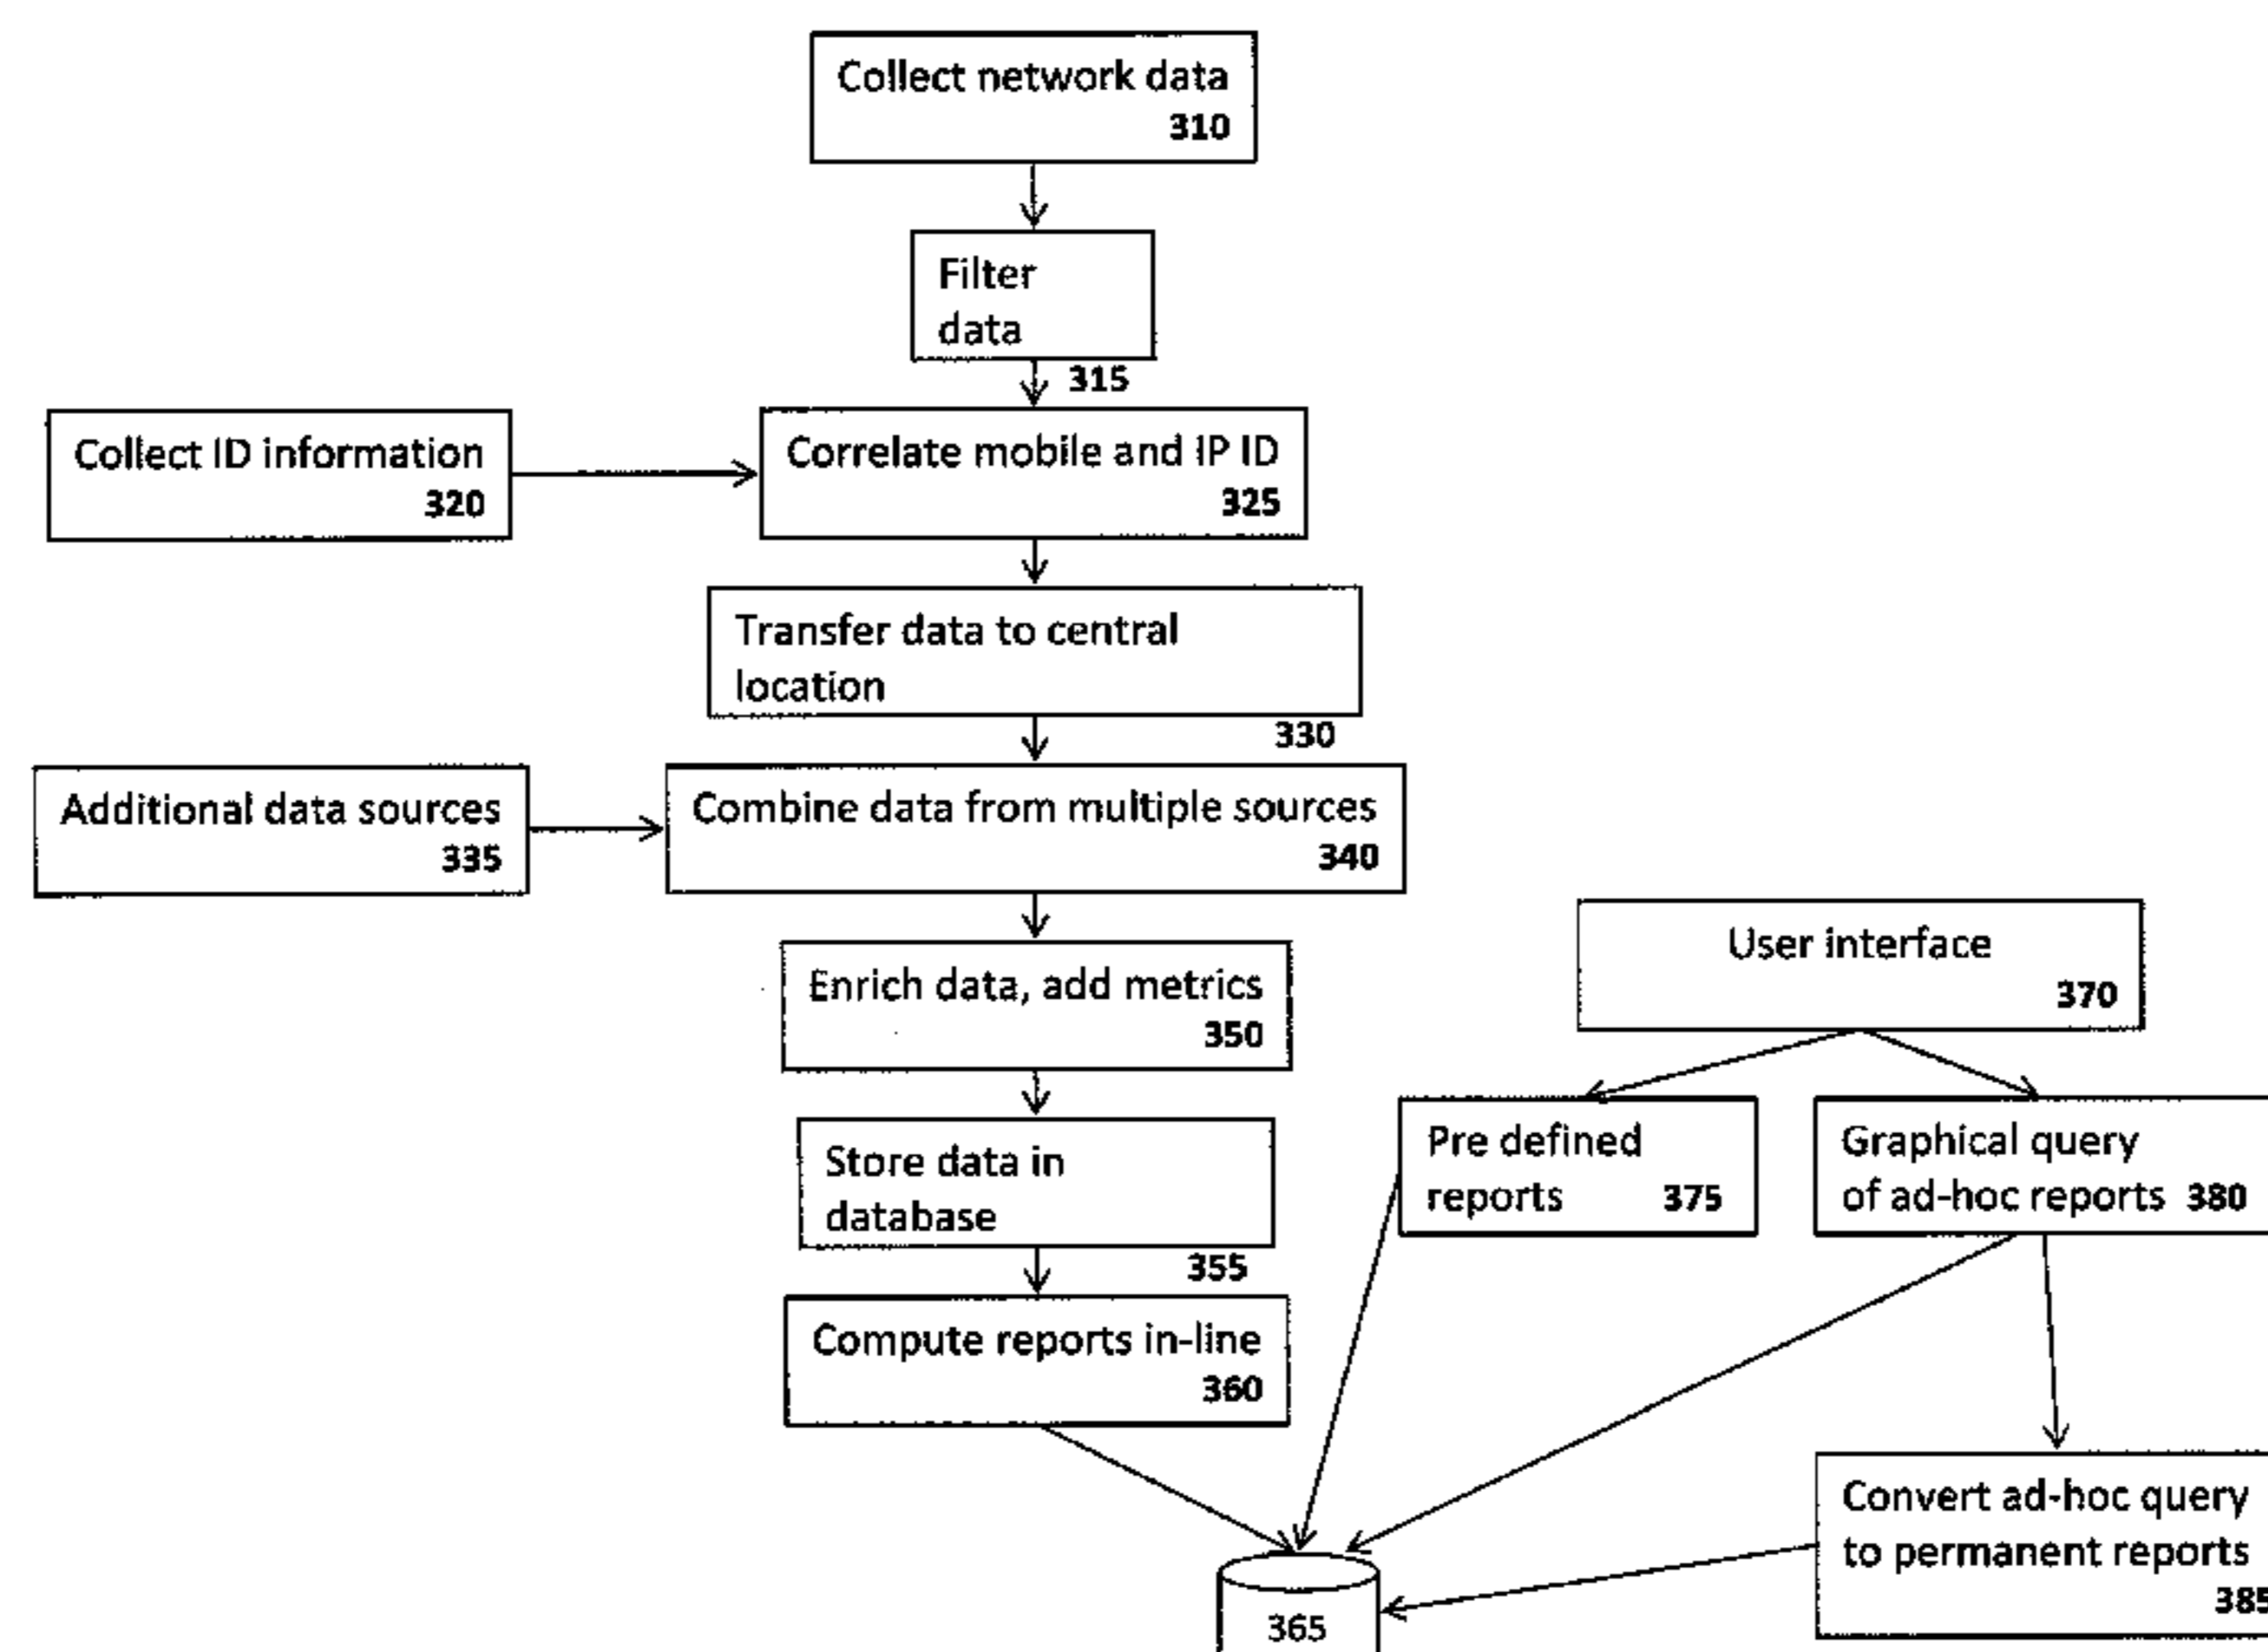 Collect network data
310
Filter
data
315
Collect ID information
320
Correlate mobile and IP ID
325
Transfer data to central
location
330
Additional data sources
335
Combine data from multiple sources
340
Enrich data, add metrics
350
User interface
370
Store data in
database
355
Pre defined
reports 375
Graphical query
of ad-hoc reports 380
Compute reports in-line
360
Convert ad-hoc query
to permanent reports
385
365